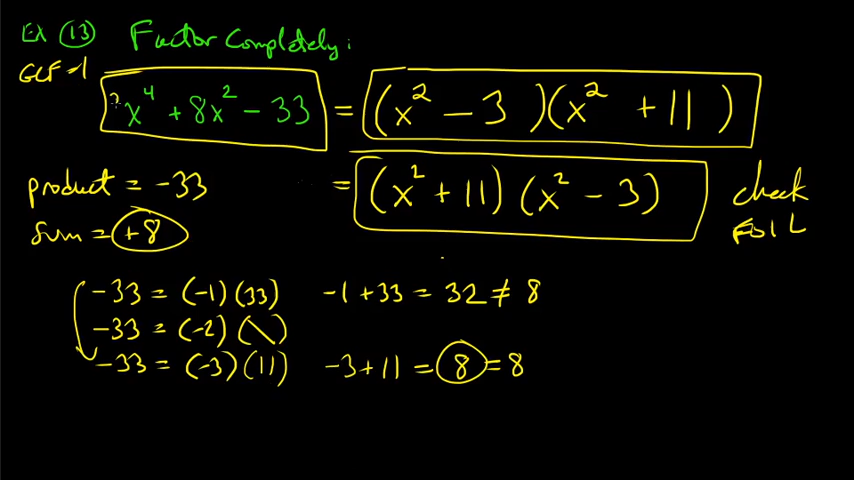 Ex (13) Factor Completely:
GCF = 1
x⁴ + 8x² - 33 = (x² - 3)(x² + 11)
product = -33 = (x² + 11)(x² - 3) check
sum = +8 FOIL
-33 = (-1)(33) -1 + 33 = 32 ≠ 8
-33 = (-2)(\)
-33 = (-3)(11) -3 + 11 = 8 = 8